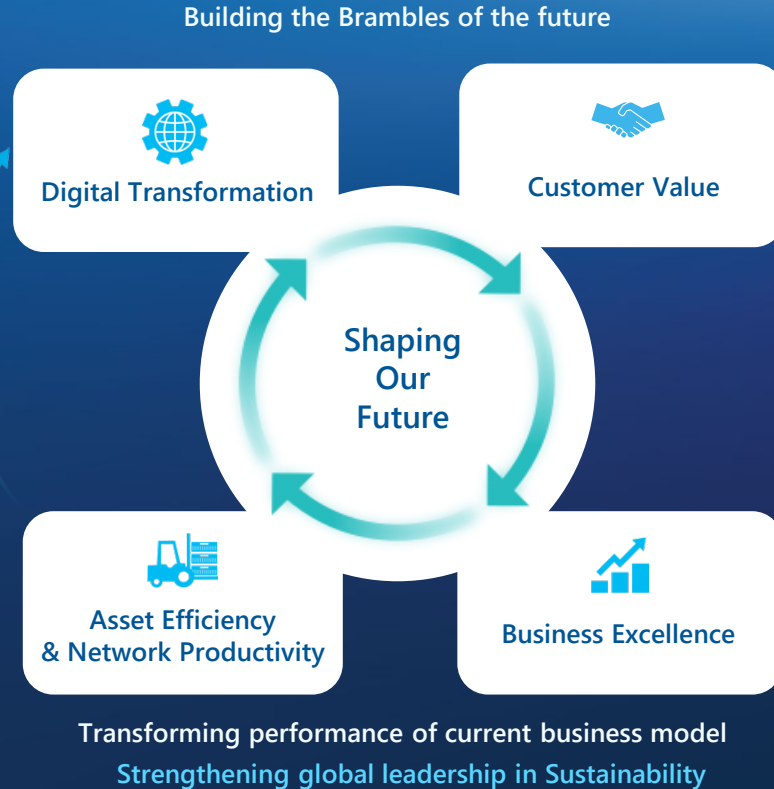 Building the Brambles of the future
Digital Transformation
Customer Value
Shaping
Our
Future
Asset Efficiency
& Network Productivity
Business Excellence
Transforming performance of current business model
Strengthening global leadership in Sustainability